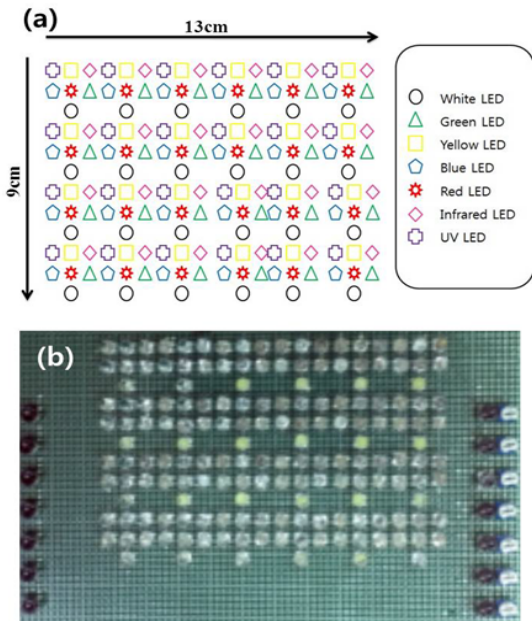 (a)
13cm
9cm
White LED
Green LED
Yellow LED
Blue LED
Red LED
Infrared LED
UV LED
(b)